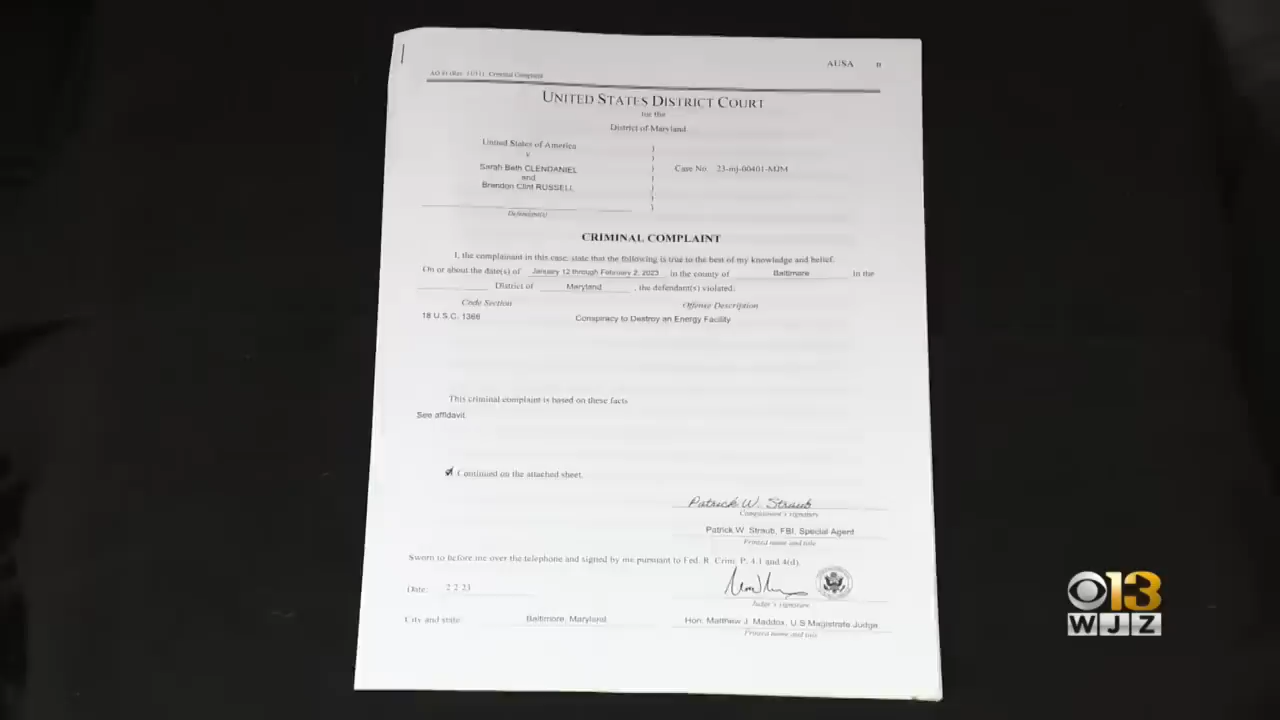 AUSA
AO 91 (Rev. 11/11) Criminal Complaint
UNITED STATES DISTRICT COURT
for the
District of Maryland
United States of America
v
Sarah Beth CLENDANIEL
and
Brandon Clint RUSSELL
Defendant(s)
)
)
)
)
)
)
Case No. 23-mj-00401-MJM
CRIMINAL COMPLAINT
I, the complainant in this case, state that the following is true to the best of my knowledge and belief.
On or about the date(s) of January 12 through February 2, 2023 in the county of Baltimore in the
District of Maryland , the defendant(s) violated:
Code Section Offense Description
18 U.S.C. 1366 Conspiracy to Destroy an Energy Facility
This criminal complaint is based on these facts
See affidavit.
Continued on the attached sheet.
Patrick W. Straub
Complainant's signature
Patrick W. Straub, FBI, Special Agent
Printed name and title
Sworn to before me over the telephone and signed by me pursuant to Fed. R. Crim. P. 4.1 and 4(d).
Date: 2 2 23
Judge's signature
City and state: Baltimore, Maryland
Hon. Matthew J. Maddox, U.S Magistrate Judge
Printed name and title
13
WJZ